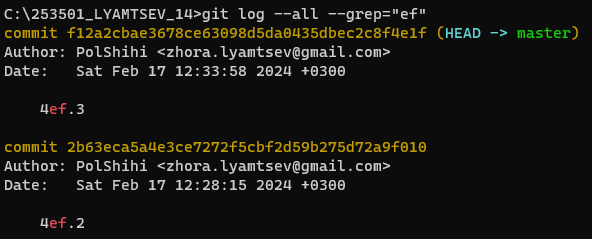 C:\253501_LYAMTSEV_14>git log --all --grep="ef"
commit f12a2cbae3678ce63098d5da0435dbec2c8f4e1f (HEAD -> master)
Author: PolShihi <zhora.lyamtsev@gmail.com>
Date:   Sat Feb 17 12:33:58 2024 +0300
    4ef.3
commit 2b63eca5a4e3ce7272f5cbf2d59b275d72a9f010
Author: PolShihi <zhora.lyamtsev@gmail.com>
Date:   Sat Feb 17 12:28:15 2024 +0300
    4ef.2